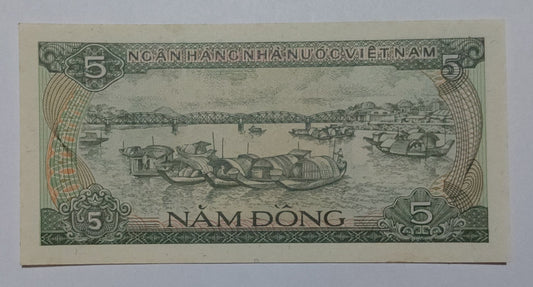 5 NGÂN HÀNG NHÀ NƯỚC VIỆT NAM 5
5 NĂM ĐỒNG 5